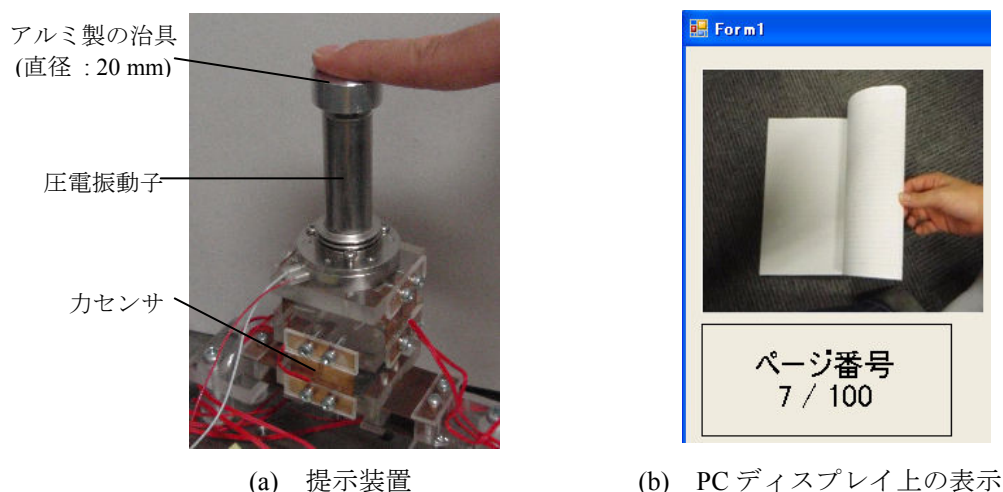 アルミ製の治具
(直径 : 20 mm)
圧電振動子
力センサ
(a) 提示装置
Form1
ページ番号
7 / 100
(b) PC ディスプレイ上の表示